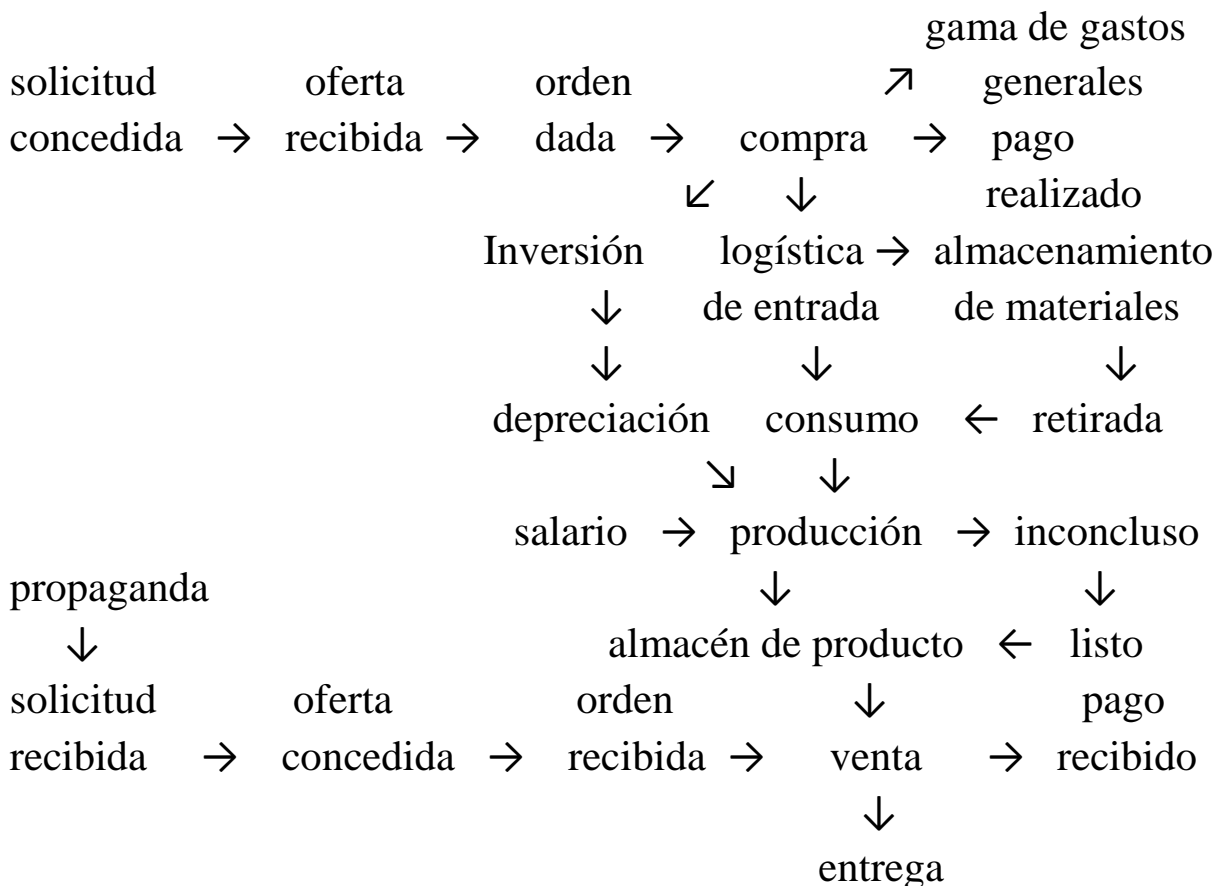 gama de gastos
solicitud oferta orden ↗ generales
concedida → recibida → dada → compra → pago
↙ ↓ realizado
Inversión logística → almacenamiento
↓ de entrada de materiales
↓ ↓ ↓
depreciación consumo ← retirada
↘ ↓
salario → producción → inconcluso
propaganda ↓ ↓
↓ almacén de producto ← listo
solicitud oferta orden ↓ pago
recibida → concedida → recibida → venta → recibido
↓
entrega